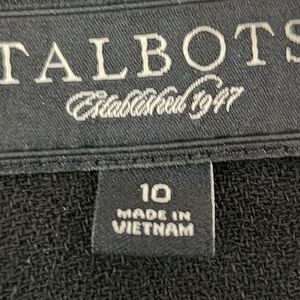 TALBOTS
Established 1947
10
MADE IN
VIETNAM